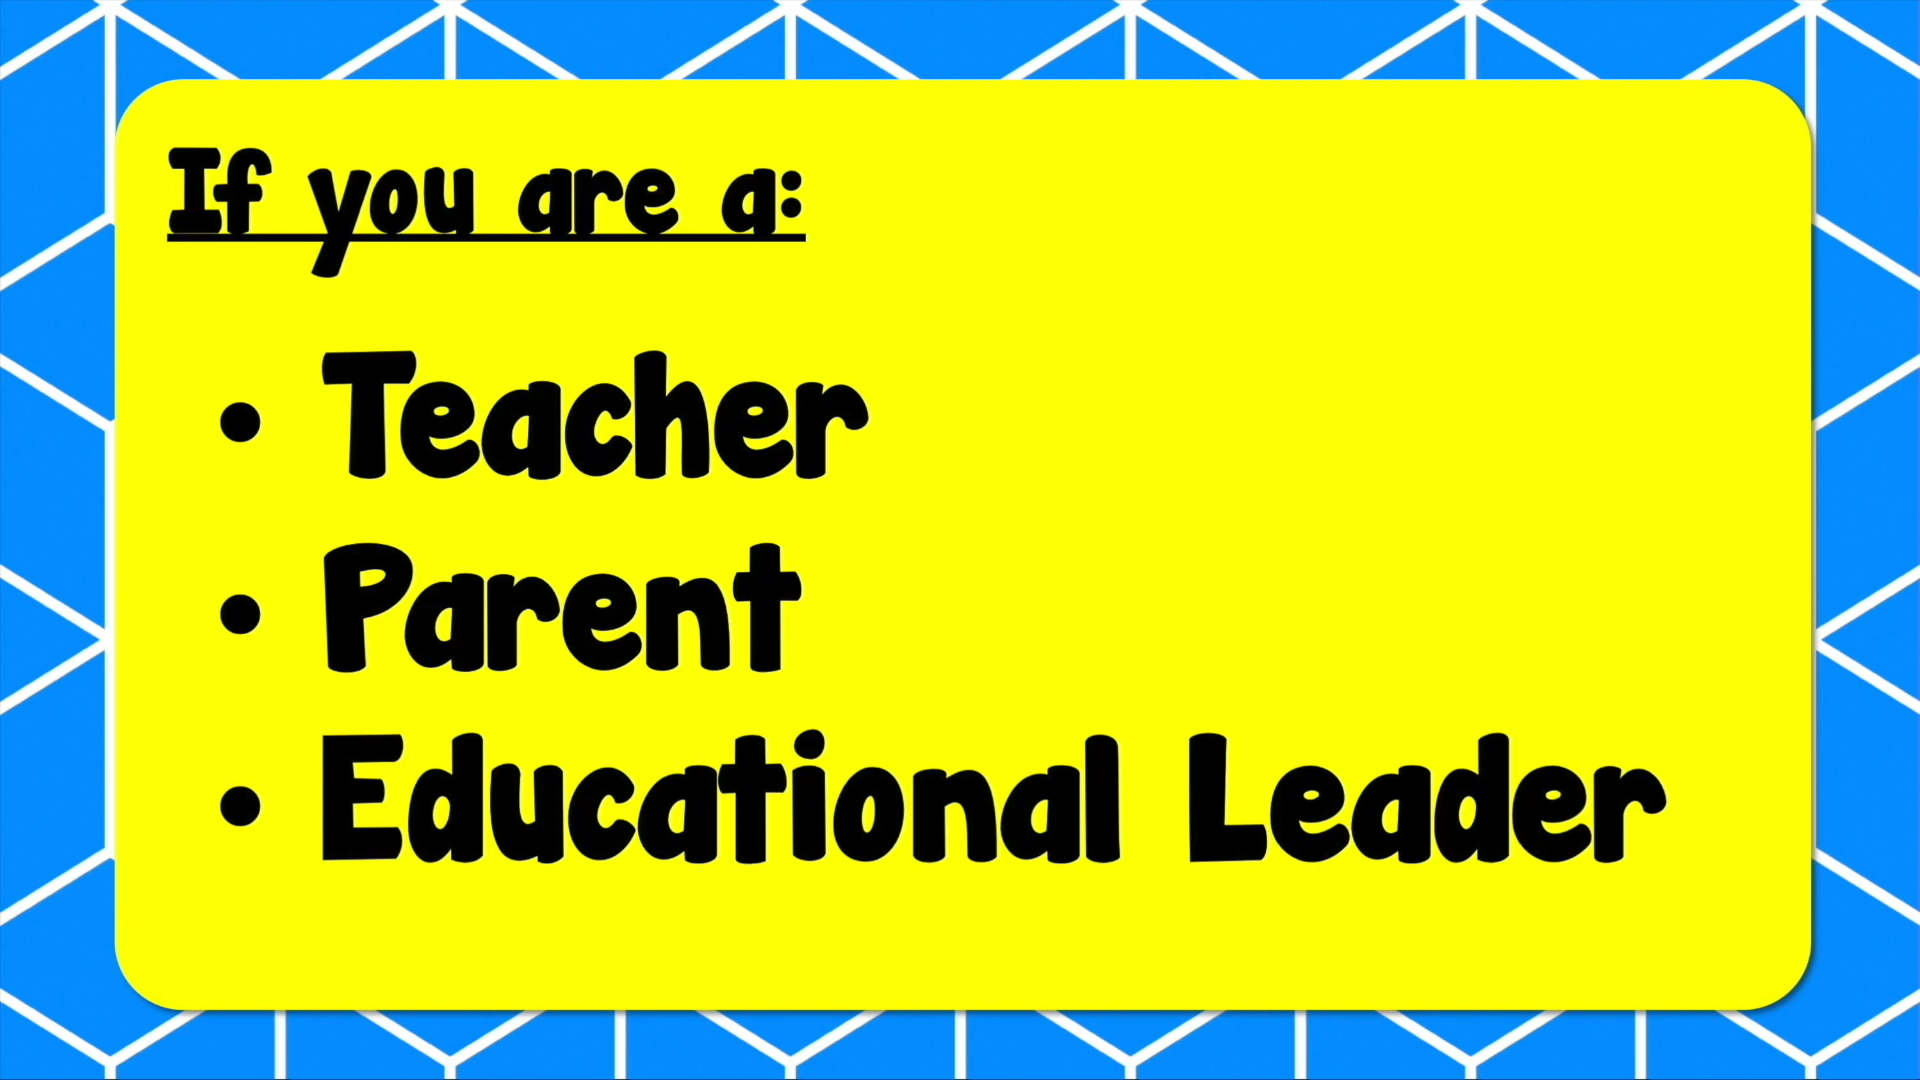 If you are a:
• Teacher
• Parent
• Educational Leader